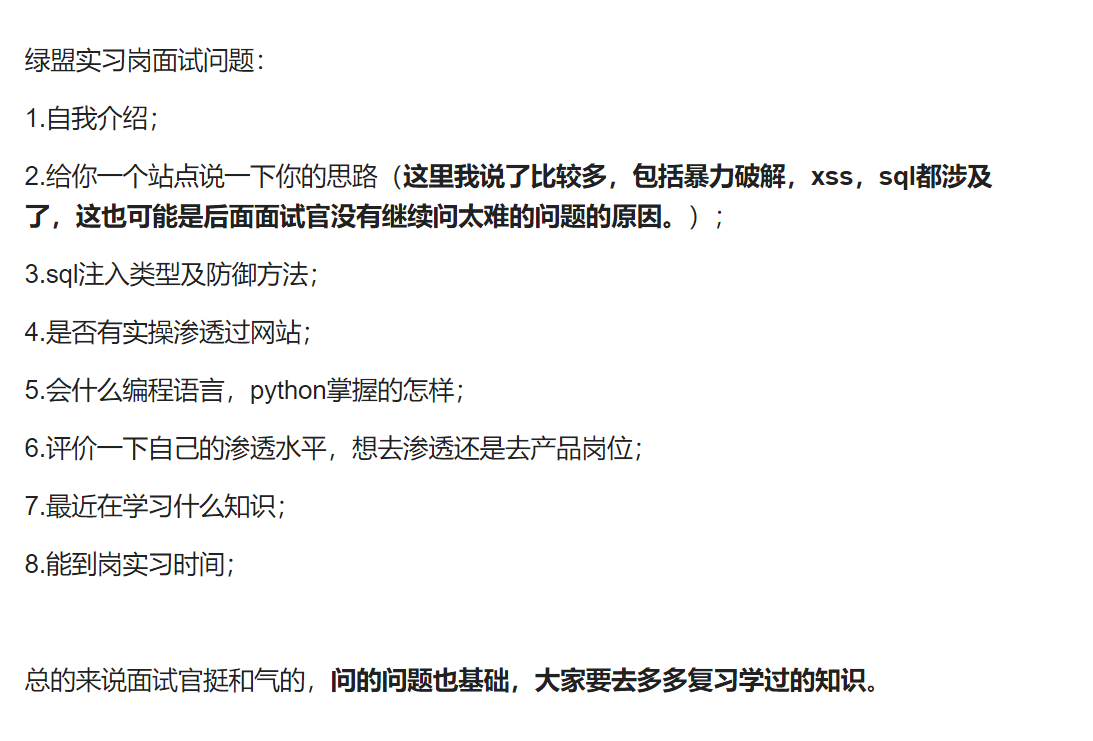 绿盟实习岗面试问题：
1.自我介绍；
2.给你一个站点说一下你的思路（这里我说了比较多，包括暴力破解，xss，sql都涉及
了，这也可能是后面面试官没有继续问太难的问题的原因。）；
3.sql注入类型及防御方法；
4.是否有实操渗透过网站；
5.会什么编程语言，python掌握的怎样；
6.评价一下自己的渗透水平，想去渗透还是去产品岗位；
7.最近在学习什么知识；
8.能到岗实习时间；
总的来说面试官挺和气的，问的问题也基础，大家要去多多复习学过的知识。